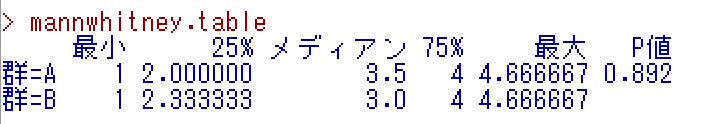 > mannwhitney.table
最小 25% メディアン 75% 最大 P値
群=A 1 2.000000 3.5 4 4.666667 0.892
群=B 1 2.333333 3.0 4 4.666667